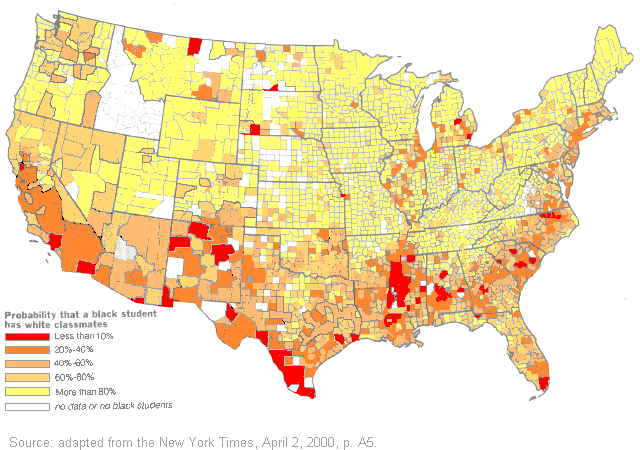 Probability that a black student
has white classmates
Less than 10%
20%-40%
40%-60%
60%-80%
More than 80%
no data or no black students
Source: adapted from the New York Times, April 2, 2000, p. A5.